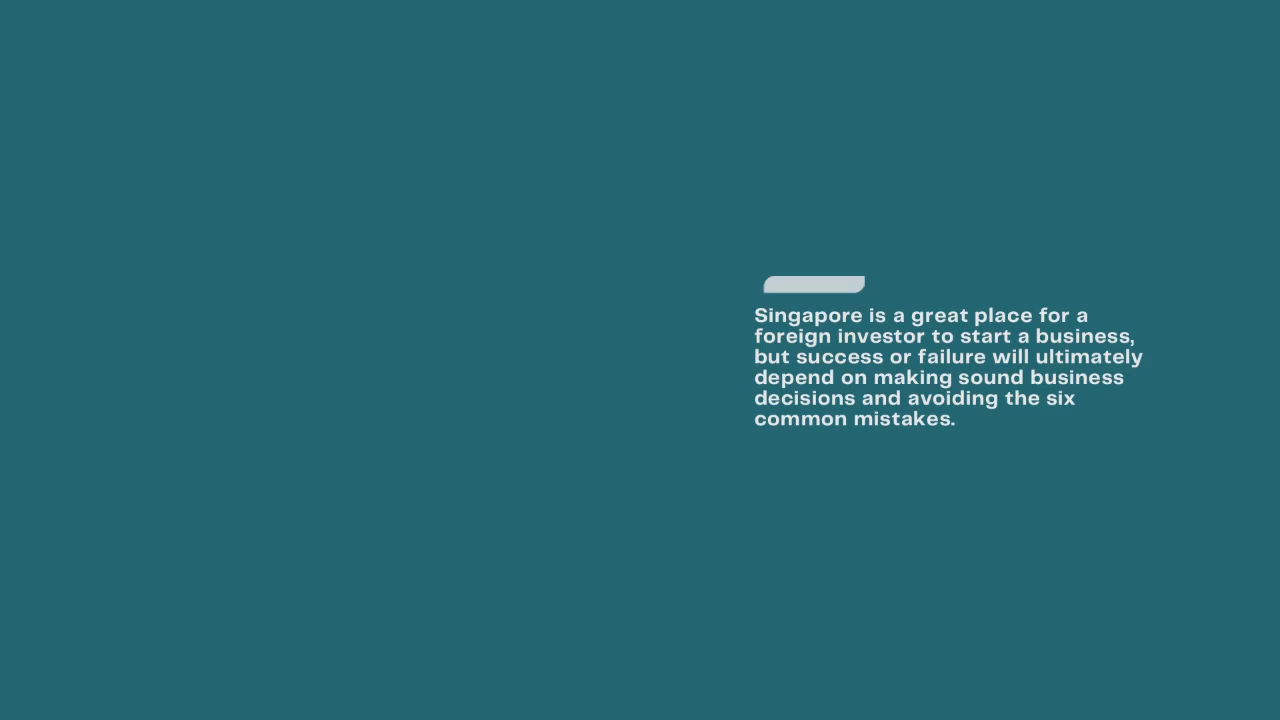 Singapore is a great place for a
foreign investor to start a business,
but success or failure will ultimately
depend on making sound business
decisions and avoiding the six
common mistakes.